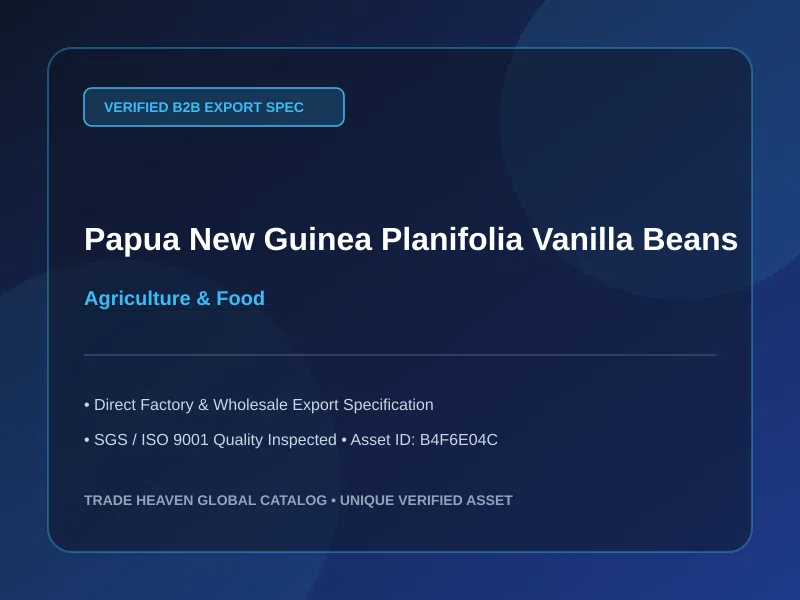 VERIFIED B2B EXPORT SPEC
Papua New Guinea Planifolia Vanilla Beans
Agriculture & Food
• Direct Factory & Wholesale Export Specification
• SGS / ISO 9001 Quality Inspected • Asset ID: B4F6E04C
TRADE HEAVEN GLOBAL CATALOG • UNIQUE VERIFIED ASSET